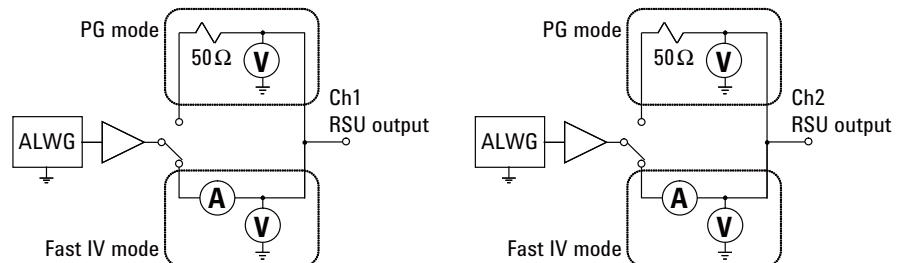 PG mode
50Ω
V
Ch1
RSU output
ALWG
A
V
Fast IV mode
PG mode
50Ω
V
Ch2
RSU output
ALWG
A
V
Fast IV mode